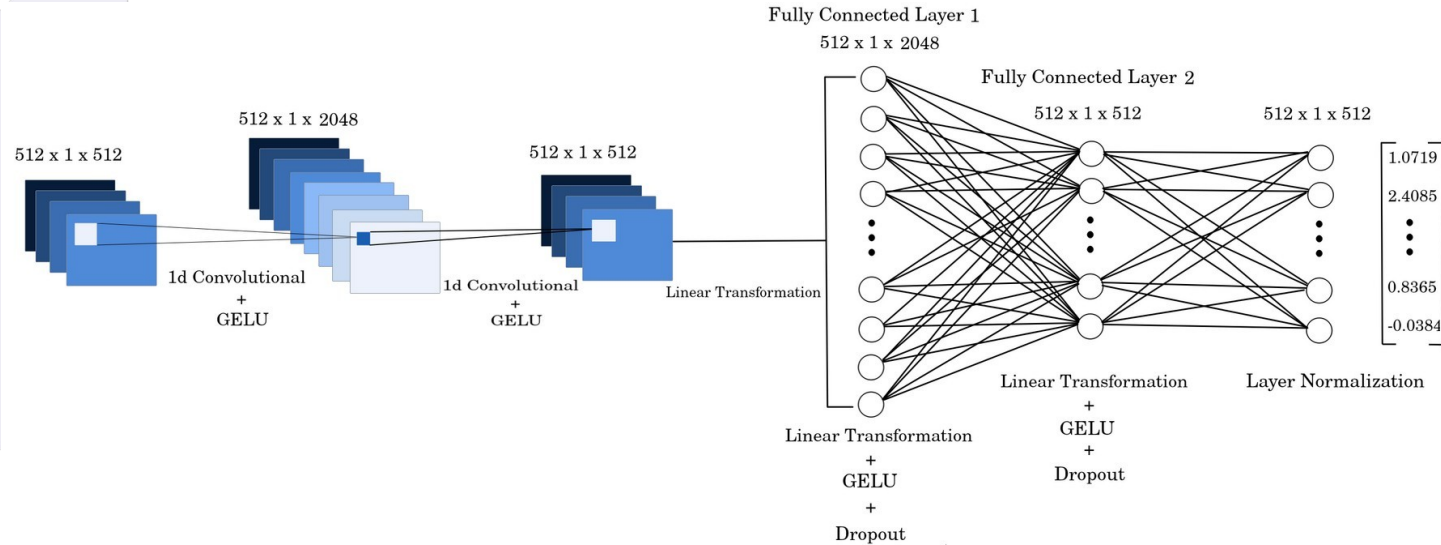 512 x 1 x 512
512 x 1 x 2048
1d Convolutional
+
GELU
512 x 1 x 512
1d Convolutional
+
GELU
Linear Transformation
Fully Connected Layer 1
512 x 1 x 2048
Linear Transformation
+
GELU
+
Dropout
Fully Connected Layer 2
512 x 1 x 512
Linear Transformation
+
GELU
+
Dropout
512 x 1 x 512
Layer Normalization
1.0719
2.4085
0.8365
-0.0384